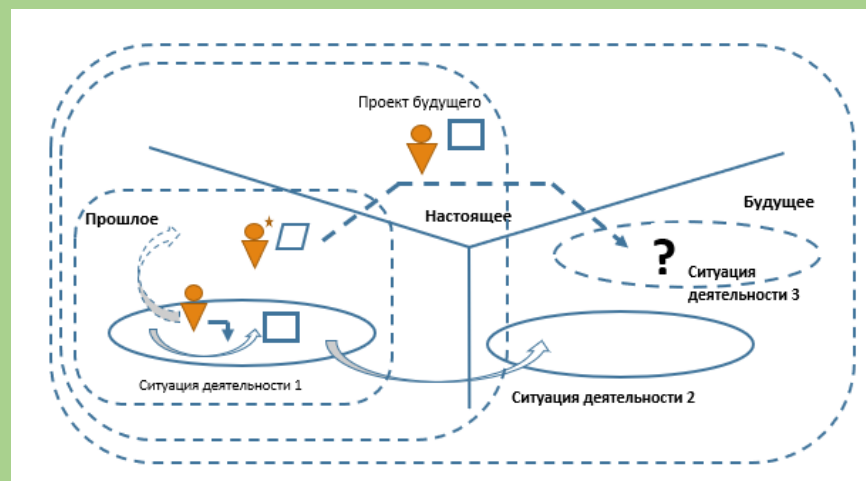 Проект будущего
Прошлое
Настоящее
Будущее
?
Ситуация
деятельности 3
Ситуация деятельности 1
Ситуация деятельности 2